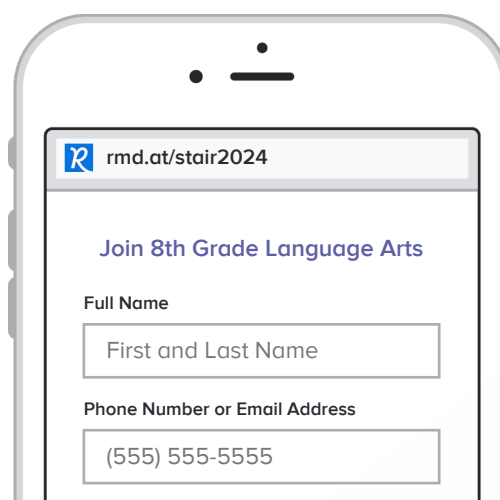 rmd.at/stair2024
Join 8th Grade Language Arts
Full Name
First and Last Name
Phone Number or Email Address
(555) 555-5555